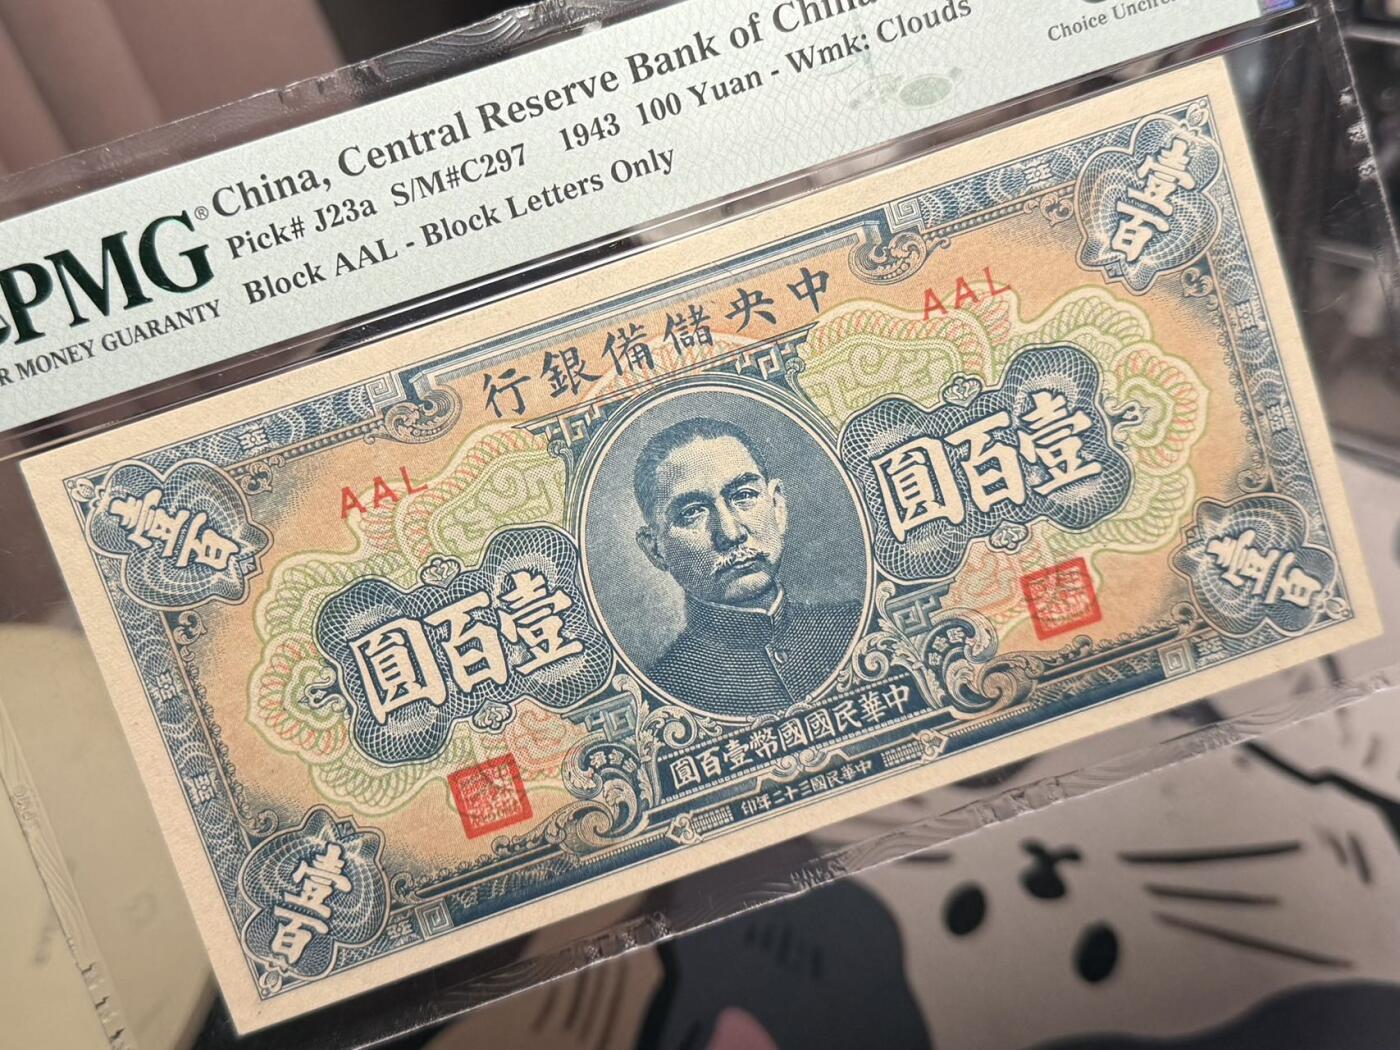 China, Central Reserve Bank of China
Pick# J23a S/M#C297 1943 100 Yuan - Wmk: Clouds
Block AAL - Block Letters Only
PMG®
MONEY GUARANTY
Choice
壹百
行銀備儲央中
AAL
AAL
壹百
圓百壹
圓百壹
壹百
圓百壹幣國國民華中
印年二十三國民華中
壹百